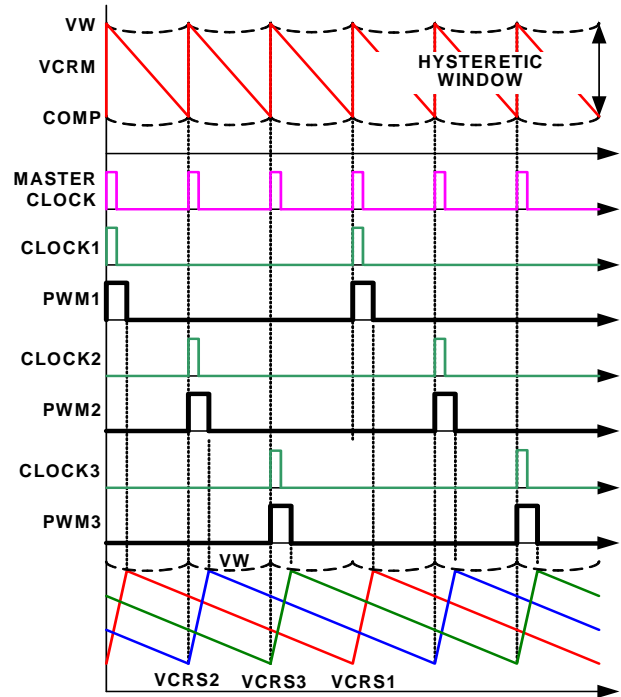 VW
VCRM
HYSTERETIC
WINDOW
COMP
MASTER
CLOCK
CLOCK1
PWM1
CLOCK2
PWM2
CLOCK3
PWM3
VW
VCRS2 VCRS3 VCRS1